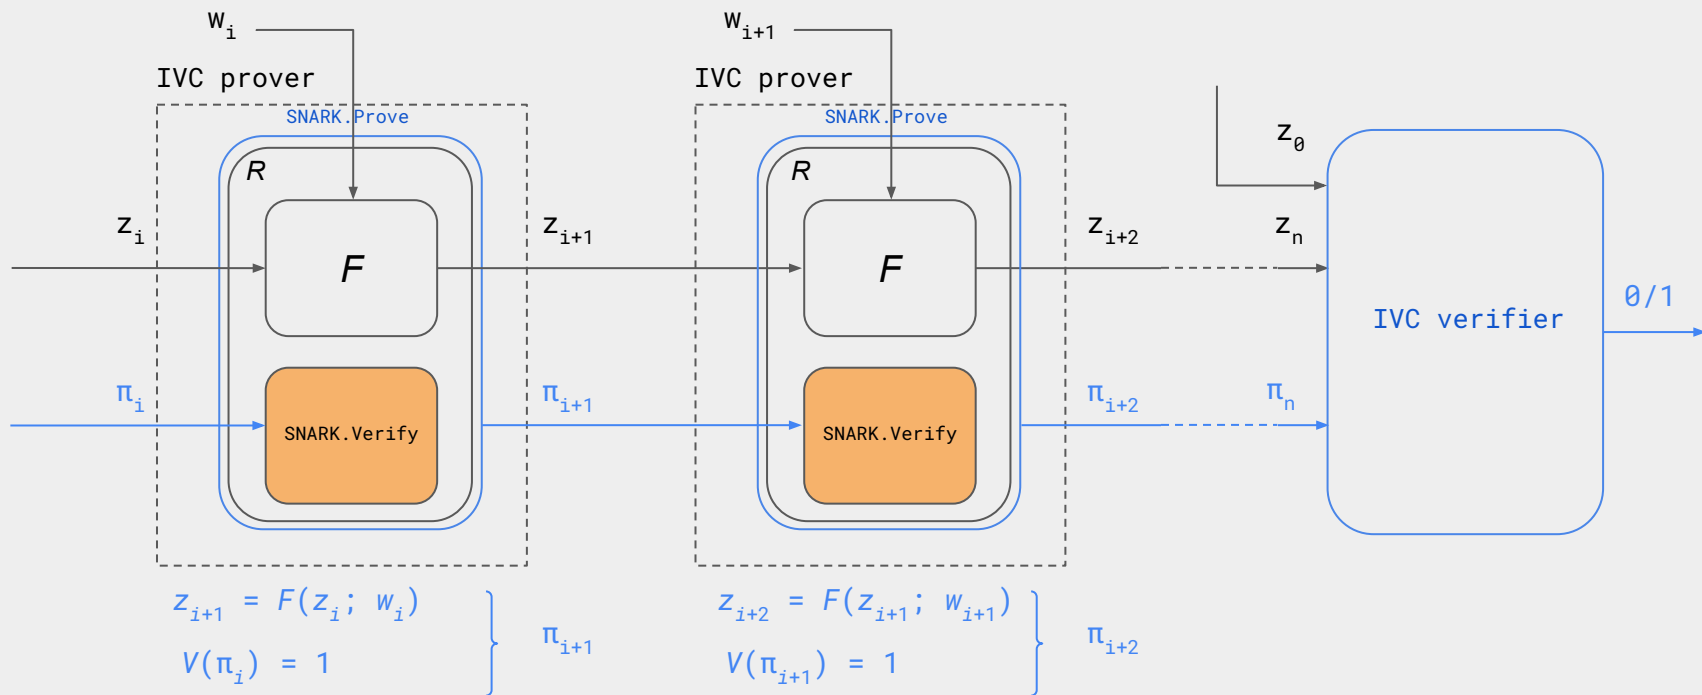 w_i
w_{i+1}
IVC prover
IVC prover
SNARK.Prove
SNARK.Prove
z_0
R
R
z_i
z_{i+1}
z_{i+2}
z_n
F
F
0/1
IVC verifier
π_i
π_{i+1}
π_{i+2}
π_n
SNARK.Verify
SNARK.Verify
z_{i+1} = F(z_i; w_i)
V(π_i) = 1
π_{i+1}
z_{i+2} = F(z_{i+1}; w_{i+1})
V(π_{i+1}) = 1
π_{i+2}